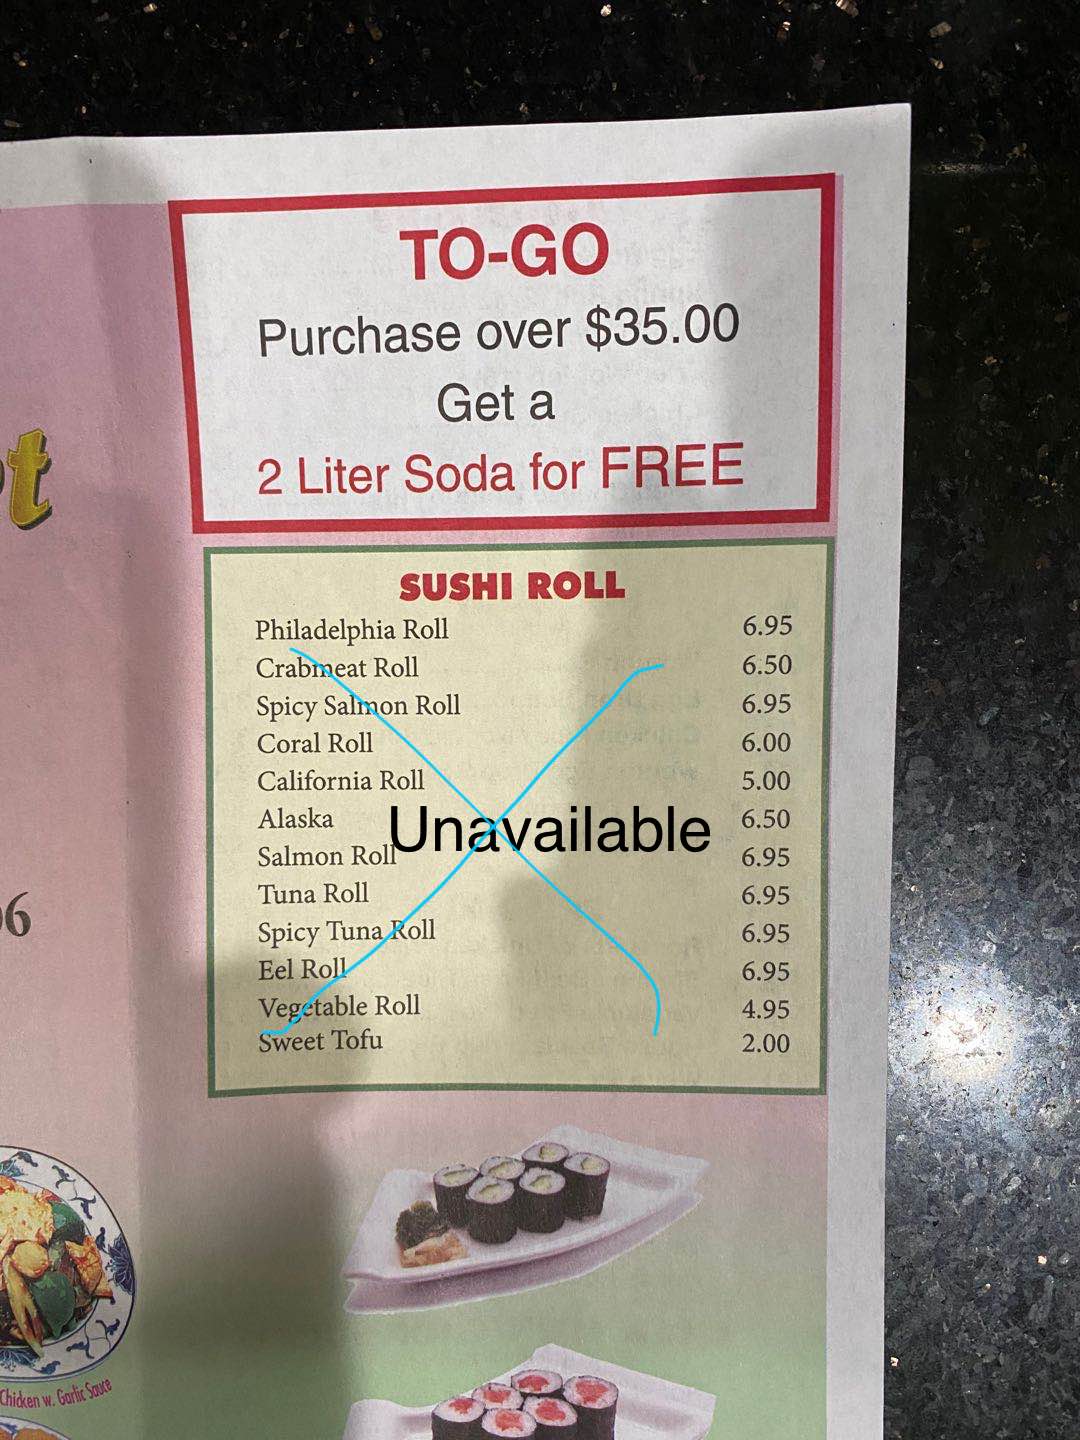 TO-GO
Purchase over $35.00
Get a
2 Liter Soda for FREE
SUSHI ROLL
Philadelphia Roll 6.95
Crabmeat Roll 6.50
Spicy Salmon Roll 6.95
Coral Roll 6.00
California Roll 5.00
Alaska 6.50
Unavailable
Salmon Roll 6.95
Tuna Roll 6.95
Spicy Tuna Roll 6.95
Eel Roll 6.95
Vegetable Roll 4.95
Sweet Tofu 2.00
Chicken w. Garlic Sauce